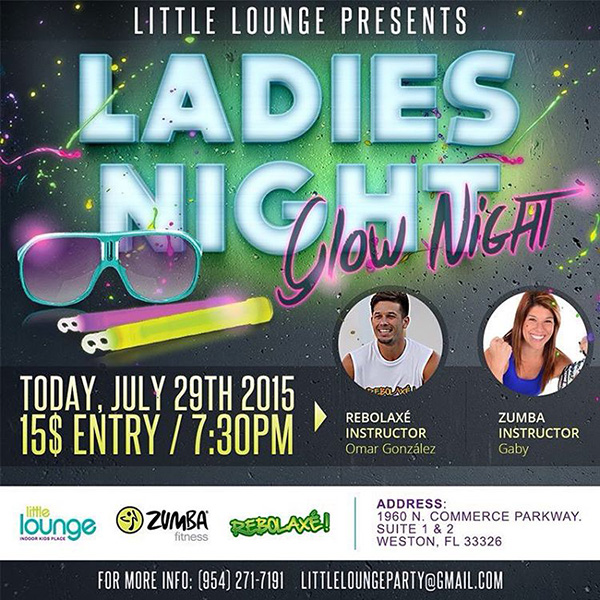 LITTLE LOUNGE PRESENTS
LADIES
NIGHT
Glow NiGHT
TODAY, JULY 29TH 2015
15$ ENTRY / 7:30PM
REBOLAXÉ!
REBOLAXÉ
INSTRUCTOR
Omar González
ZUMBA
INSTRUCTOR
Gaby
little
lounge
INDOOR KIDS PLACE
ZUMBA
fitness
REBOLAXÉ!
ADDRESS:
1960 N. COMMERCE PARKWAY.
SUITE 1 & 2
WESTON, FL 33326
FOR MORE INFO: (954) 271-7191 LITTLELOUNGEPARTY@GMAIL.COM